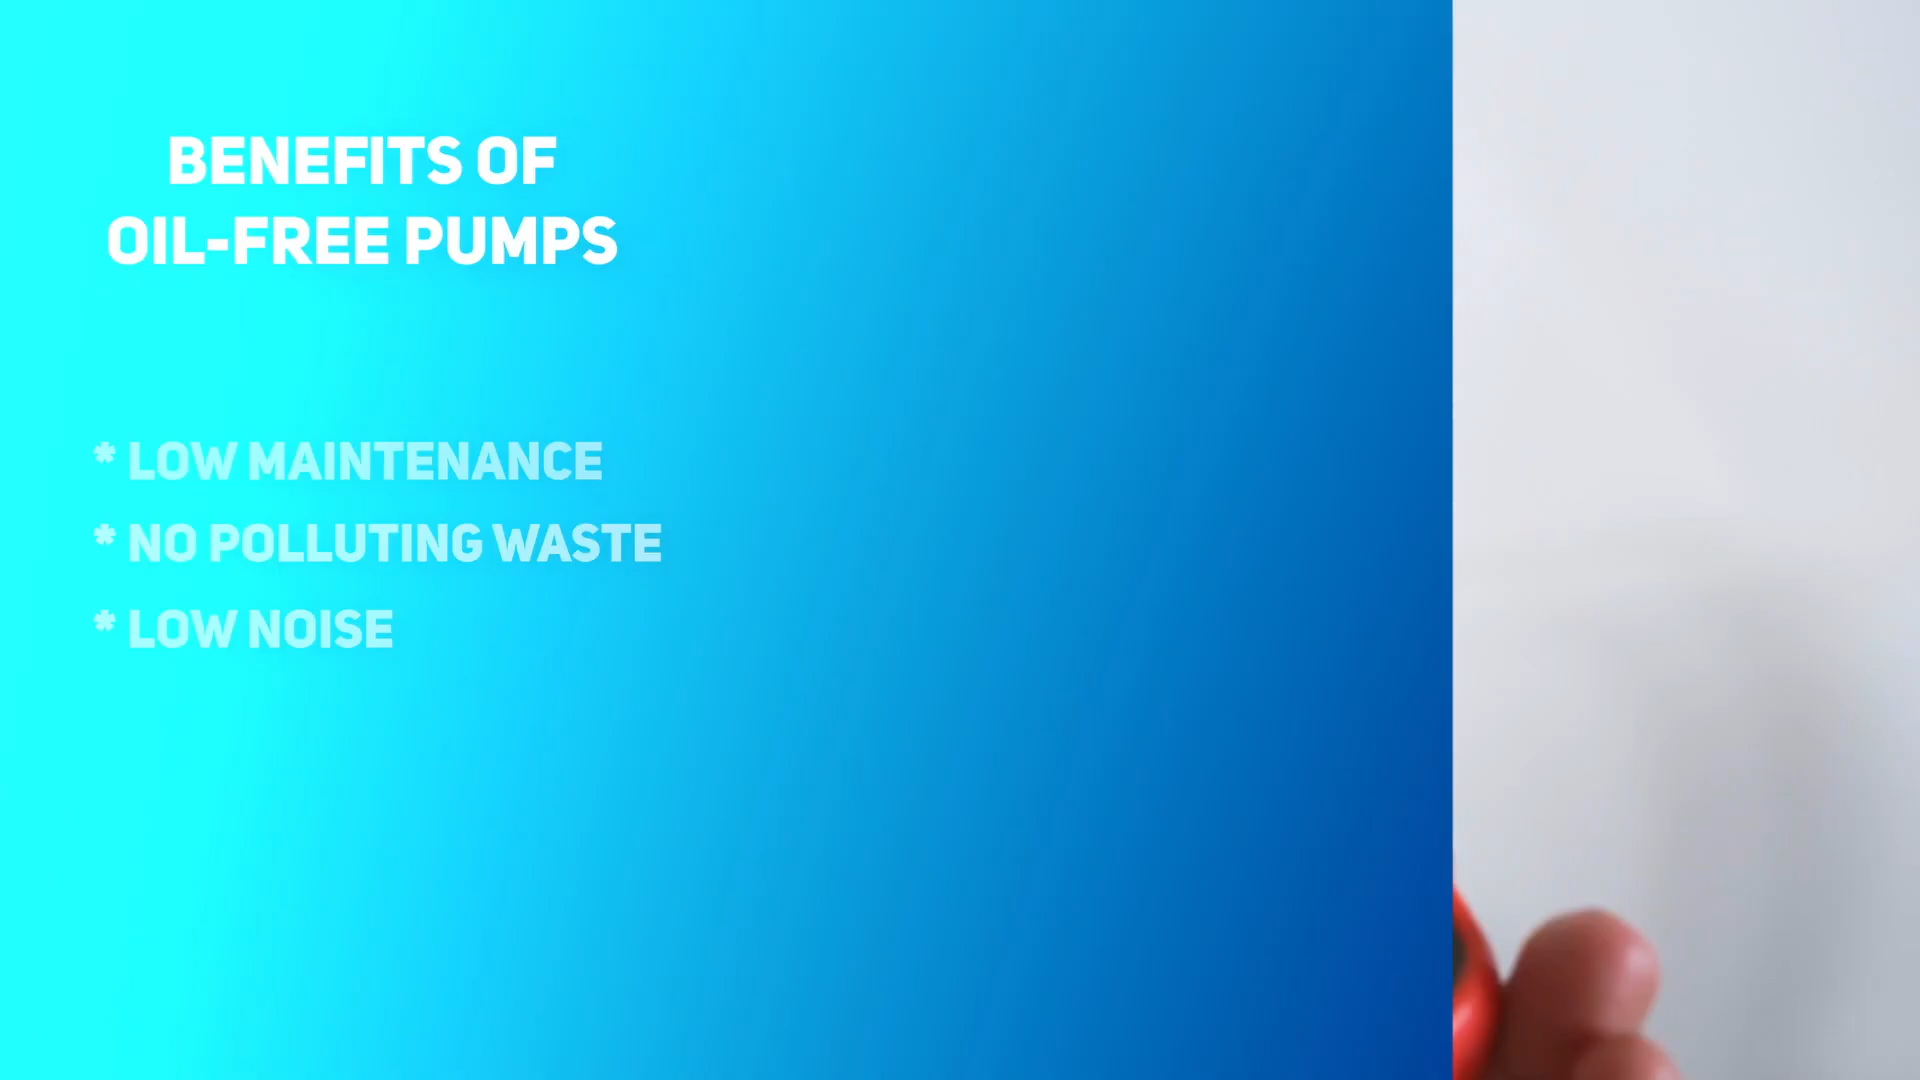 BENEFITS OF
OIL-FREE PUMPS
* LOW MAINTENANCE
* NO POLLUTING WASTE
* LOW NOISE